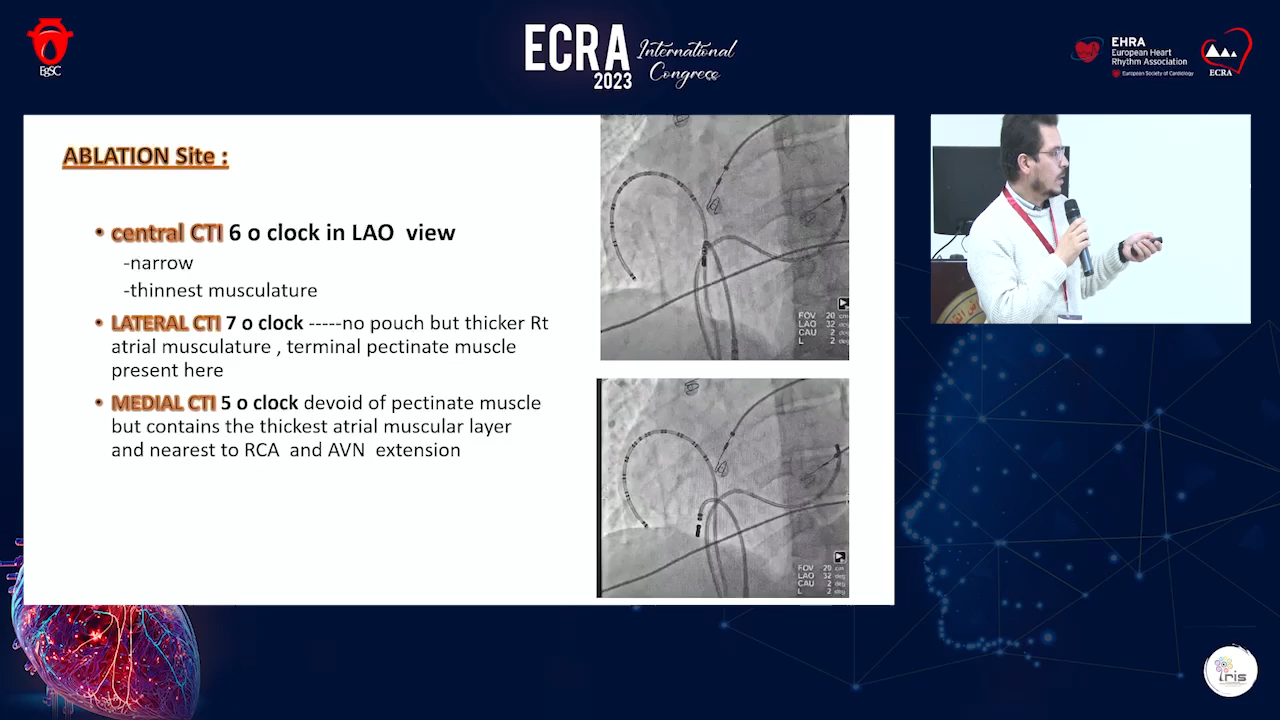 EgSC
ECRA
2023
International
Congress
EHRA
European Heart
Rhythm Association
European Society of Cardiology
ECRA
ABLATION Site :
• central CTI 6 o clock in LAO view
-narrow
-thinnest musculature
• LATERAL CTI 7 o clock -----no pouch but thicker Rt
atrial musculature , terminal pectinate muscle
present here
• MEDIAL CTI 5 o clock devoid of pectinate muscle
but contains the thickest atrial muscular layer
and nearest to RCA and AVN extension
FOV 20 cm
LAO 32 deg
CAU 2 deg
L 2 deg
FOV 20 cm
LAO 32 deg
CAU 2 deg
L 2 deg
iris